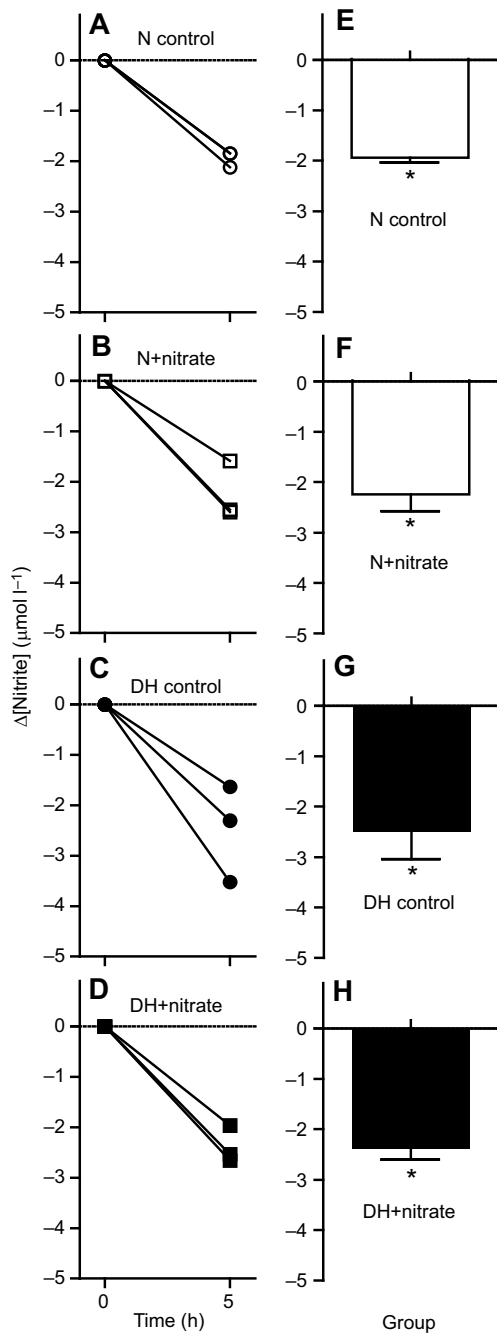 A
N control
0
–1
–2
–3
–4
–5
E
0
–1
–2
–3
–4
–5
*
N control
B
N+nitrate
0
–1
–2
–3
–4
–5
F
0
–1
–2
–3
–4
–5
*
N+nitrate
Δ[Nitrite] (μmol l–1)
C
DH control
0
–1
–2
–3
–4
–5
G
0
–1
–2
–3
–4
–5
*
DH control
D
DH+nitrate
0
–1
–2
–3
–4
–5
0
5
Time (h)
H
0
–1
–2
–3
–4
–5
*
DH+nitrate
Group